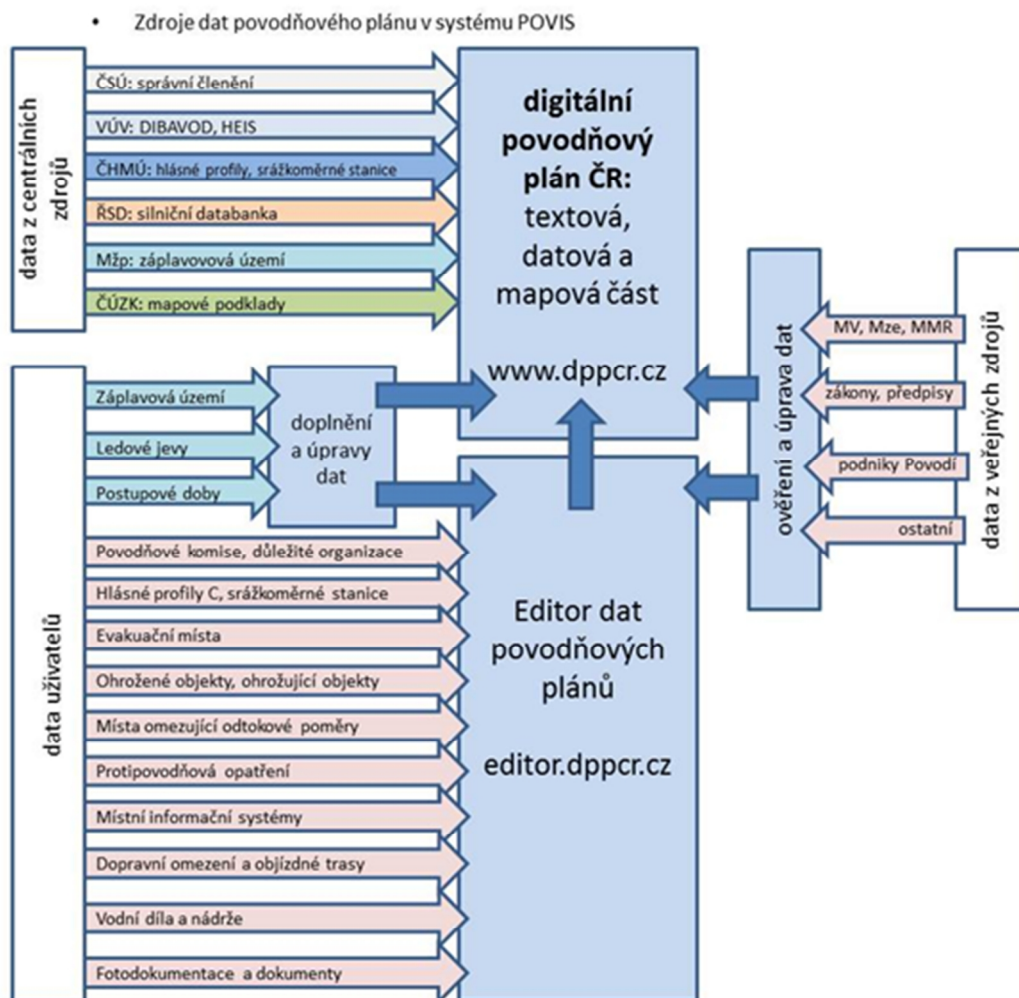 • Zdroje dat povodňového plánu v systému POVIS
data z centrálních
zdrojů
ČSÚ: správní členění
VÚV: DIBAVOD, HEIS
ČHMÚ: hlásné profily, srážkoměrné stanice
ŘSD: silniční databanka
Mžp: záplavovová území
ČÚZK: mapové podklady
digitální
povodňový
plán ČR:
textová,
datová a
mapová část
www.dppcr.cz
data uživatelů
Záplavová území
Ledové jevy
Postupové doby
doplnění
a úpravy
dat
Povodňové komise, důležité organizace
Hlásné profily C, srážkoměrné stanice
Evakuační místa
Ohrožené objekty, ohrožující objekty
Místa omezující odtokové poměry
Protipovodňová opatření
Místní informační systémy
Dopravní omezení a objízdné trasy
Vodní díla a nádrže
Fotodokumentace a dokumenty
Editor dat
povodňových
plánů
editor.dppcr.cz
ověření a úprava dat
MV, Mze, MMR
zákony, předpisy
podniky Povodí
ostatní
data z veřejných zdrojů